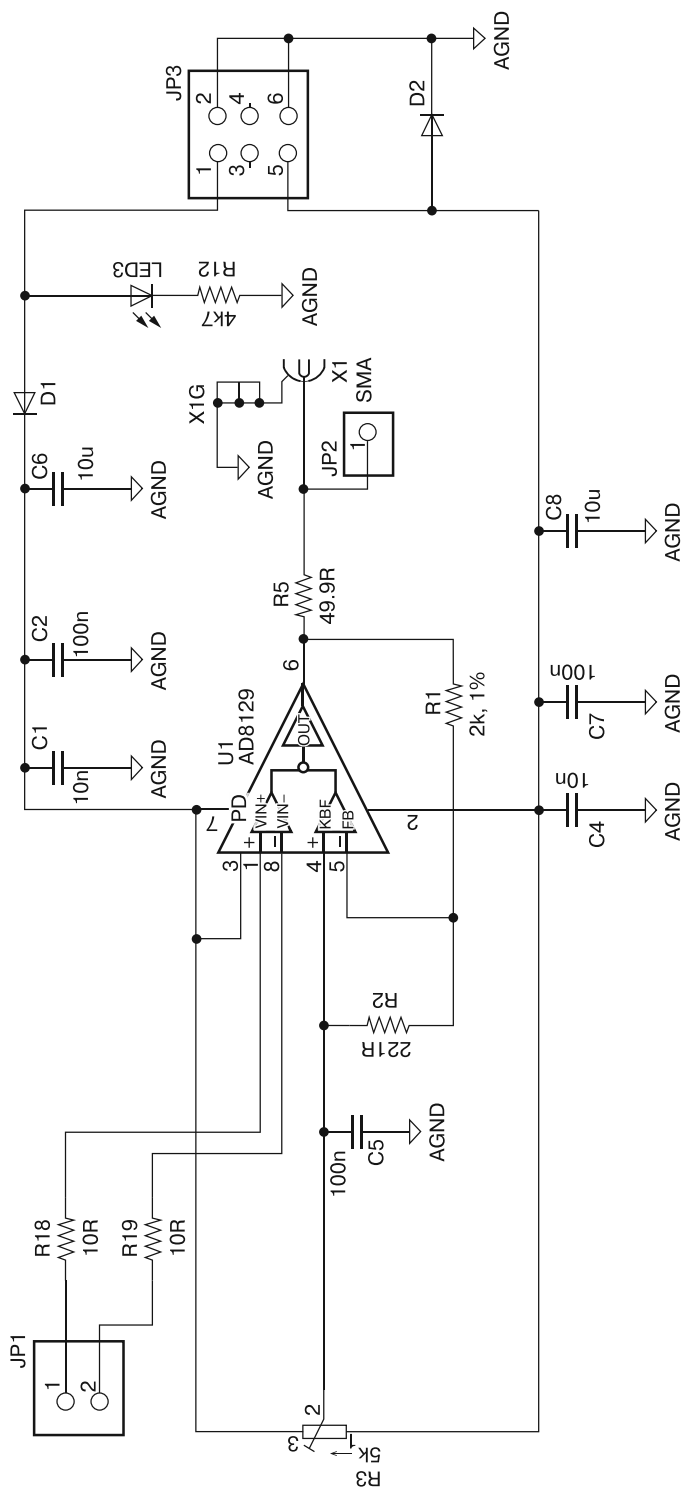 JP1
1
2
R18
10R
R19
10R
R3
5k
3
2
1
100n
C5
AGND
R2
221R
3
1
8
4
5
7
2
6
PD
+
VIN+
VIN−
−
+
KBF
FB
−
OUT
U1
AD8129
C1
10n
AGND
C2
100n
AGND
C6
10u
AGND
D1
LED3
R12
4k7
AGND
X1G
AGND
X1
SMA
JP2
1
R5
49.9R
R1
2k, 1%
C4
10n
AGND
C7
100n
AGND
C8
10u
AGND
JP3
1
2
3
4
5
6
D2
AGND